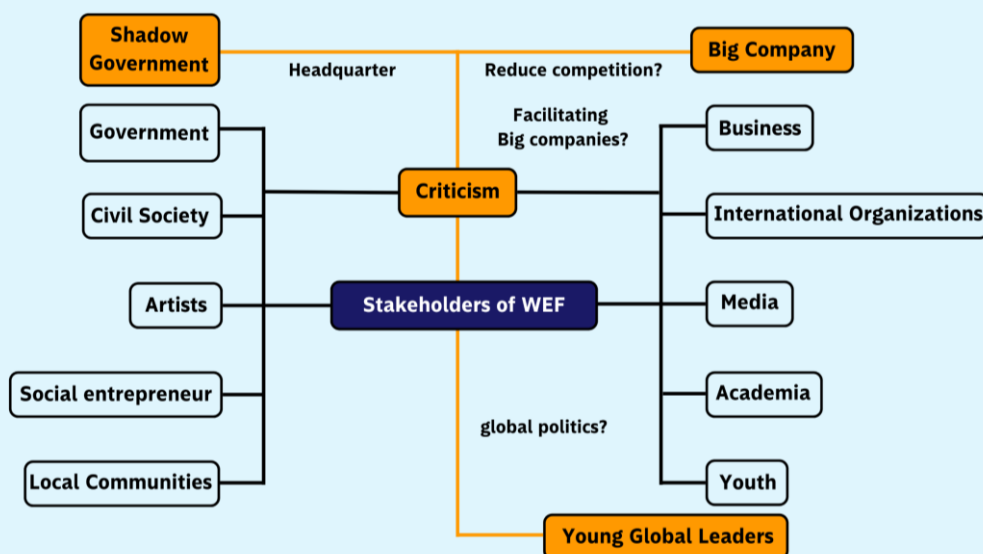 Shadow
Government
Headquarter
Reduce competition?
Big Company
Government
Facilitating
Big companies?
Business
Criticism
Civil Society
International Organizations
Artists
Stakeholders of WEF
Media
Social entrepreneur
Academia
global politics?
Local Communities
Youth
Young Global Leaders